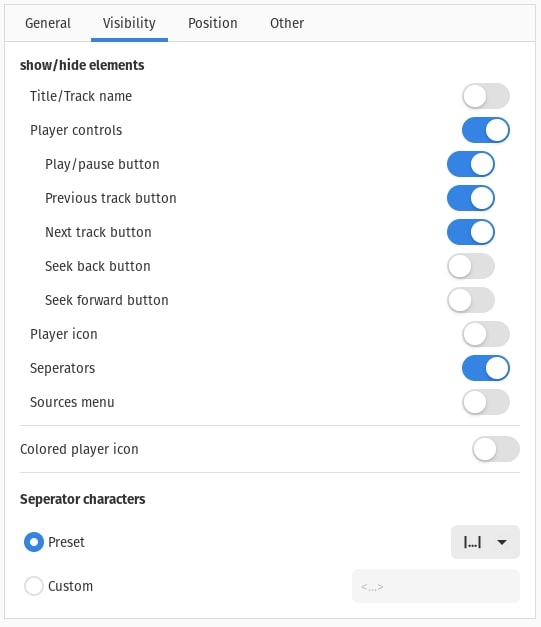 General Visibility Position Other
show/hide elements
Title/Track name
Player controls
Play/pause button
Previous track button
Next track button
Seek back button
Seek forward button
Player icon
Seperators
Sources menu
Colored player icon
Seperator characters
Preset |...|
Custom <...>